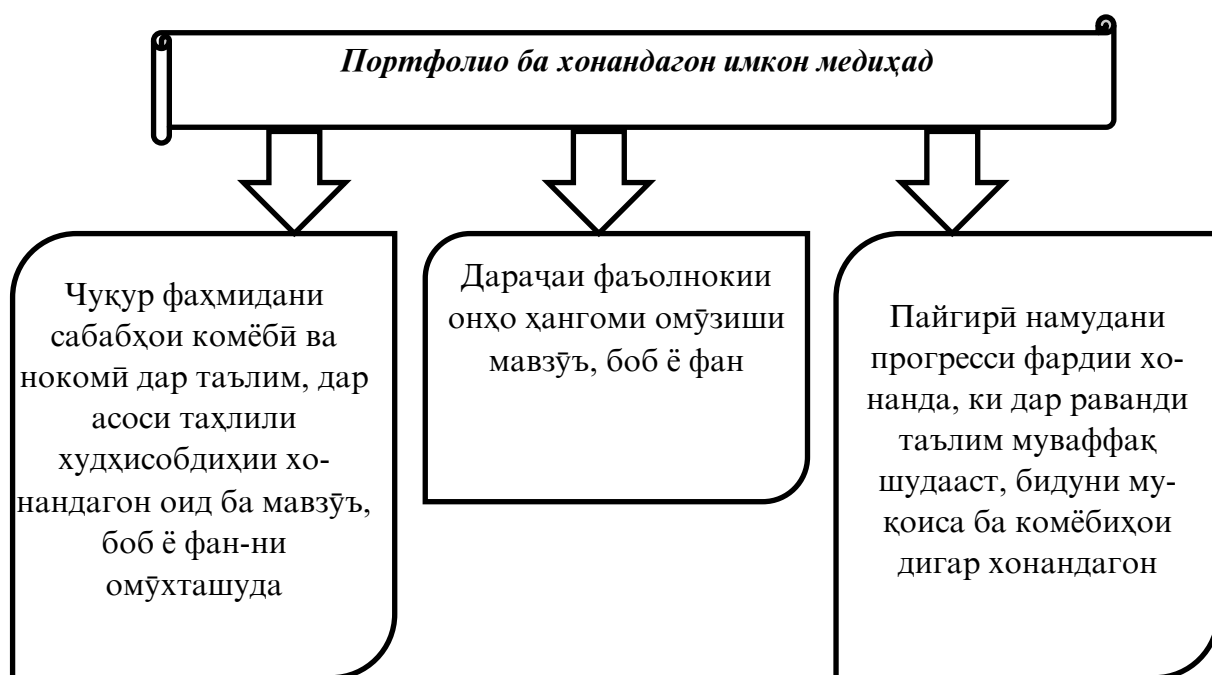 Портфолио ба хонандагон имкон медиҳад
Чуқур фаҳмидани
сабабҳои комёбӣ ва
нокомӣ дар таълим, дар
асоси таҳлили
худҳисобдиҳии хо-
нандагон оид ба мавзӯъ,
боб ё фан-ни
омӯхташуда
Дараҷаи фаъолнокии
онҳо ҳангоми омӯзиши
мавзӯъ, боб ё фан
Пайгирӣ намудани
прогресси фардии хо-
нанда, ки дар раванди
таълим муваффақ
шудааст, бидуни му-
қоиса ба комёбиҳои
дигар хонандагон